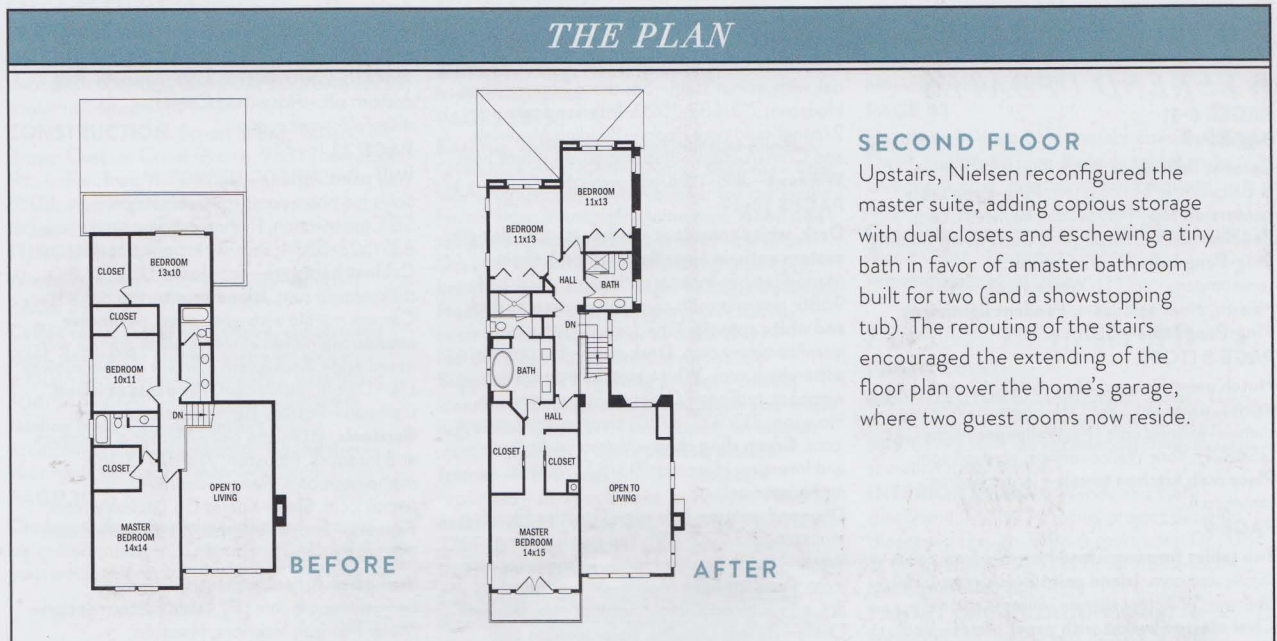 THE PLAN
CLOSET
BEDROOM
13x10
CLOSET
BEDROOM
10x11
DN
CLOSET
OPEN TO
LIVING
MASTER
BEDROOM
14x14
BEFORE
BEDROOM
11x13
BEDROOM
11x13
HALL
BATH
DN
BATH
HALL
CLOSET
CLOSET
OPEN TO
LIVING
MASTER
BEDROOM
14x15
AFTER
SECOND FLOOR
Upstairs, Nielsen reconfigured the
master suite, adding copious storage
with dual closets and eschewing a tiny
bath in favor of a master bathroom
built for two (and a showstopping
tub). The rerouting of the stairs
encouraged the extending of the
floor plan over the home's garage,
where two guest rooms now reside.